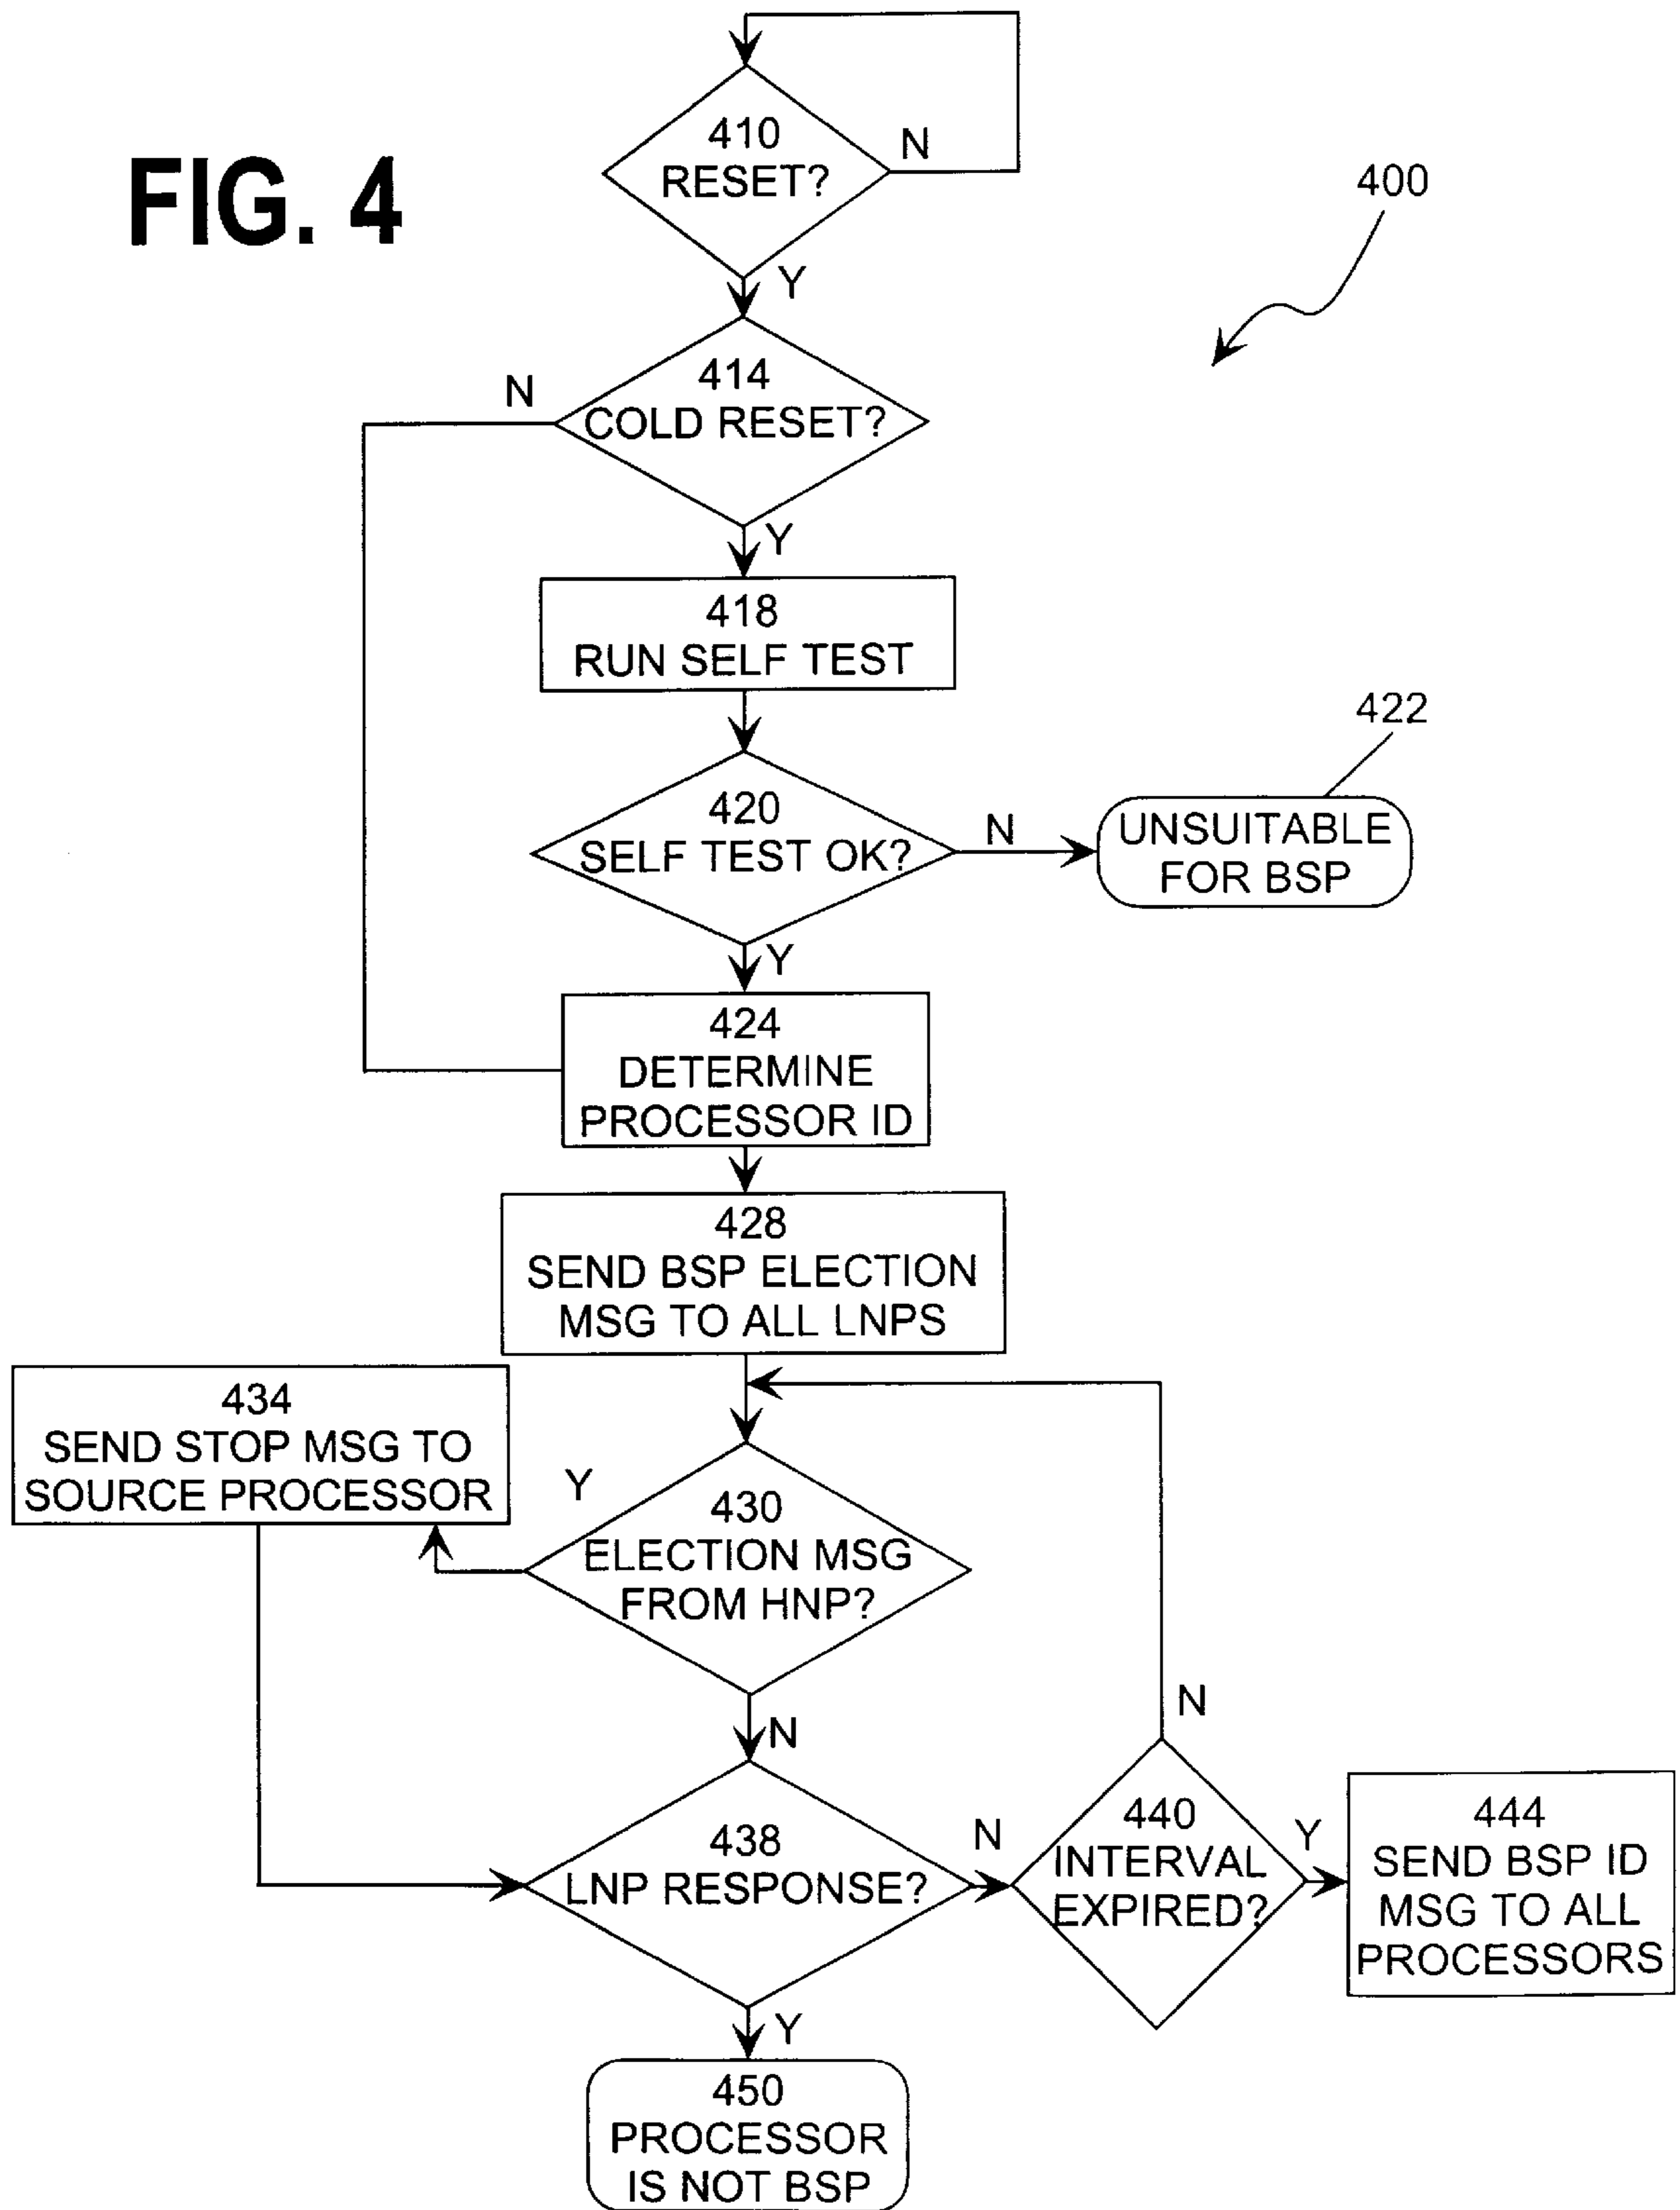 FIG. 4
410
RESET?
N
400
Y
414
COLD RESET?
N
Y
418
RUN SELF TEST
422
420
SELF TEST OK?
N
UNSUITABLE
FOR BSP
Y
424
DETERMINE
PROCESSOR ID
428
SEND BSP ELECTION
MSG TO ALL LNPS
434
SEND STOP MSG TO
SOURCE PROCESSOR
Y
430
ELECTION MSG
FROM HNP?
N
N
438
LNP RESPONSE?
N
440
INTERVAL
EXPIRED?
Y
444
SEND BSP ID
MSG TO ALL
PROCESSORS
Y
450
PROCESSOR
IS NOT BSP